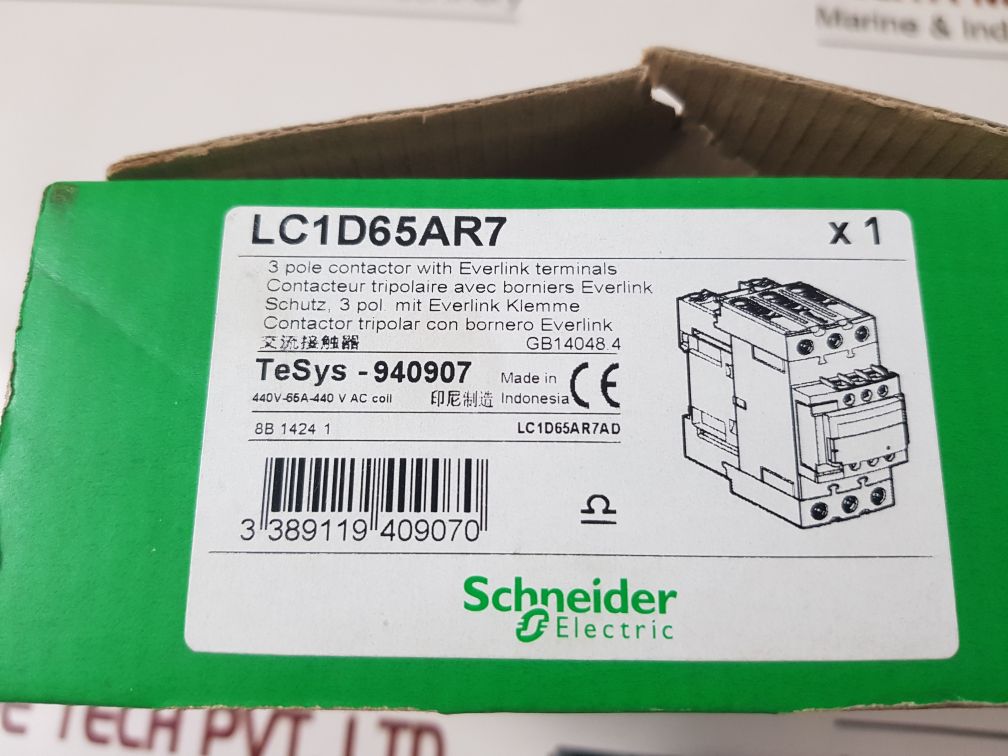 Marine & Ind
LC1D65AR7 x 1
3 pole contactor with Everlink terminals
Contacteur tripolaire avec borniers Everlink
Schutz, 3 pol. mit Everlink Klemme
Contactor tripolar con bornero Everlink
交流接触器 GB14048.4
TeSys - 940907 Made in CE
440V-65A-440 V AC coil 印尼制造 Indonesia
8B 1424 1 LC1D65AR7AD
3 389119 409070
Schneider
Electric
E TECH PVT. LTD